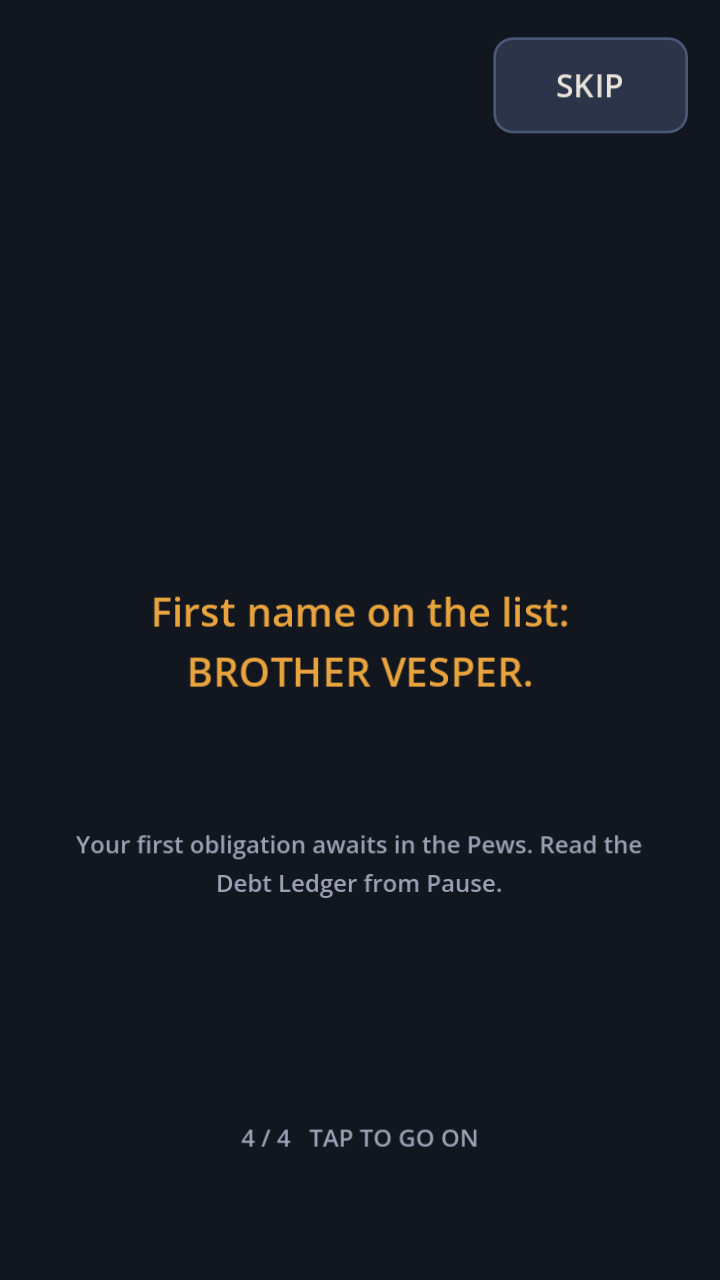 SKIP
First name on the list:
BROTHER VESPER.
Your first obligation awaits in the Pews. Read the
Debt Ledger from Pause.
4 / 4 TAP TO GO ON